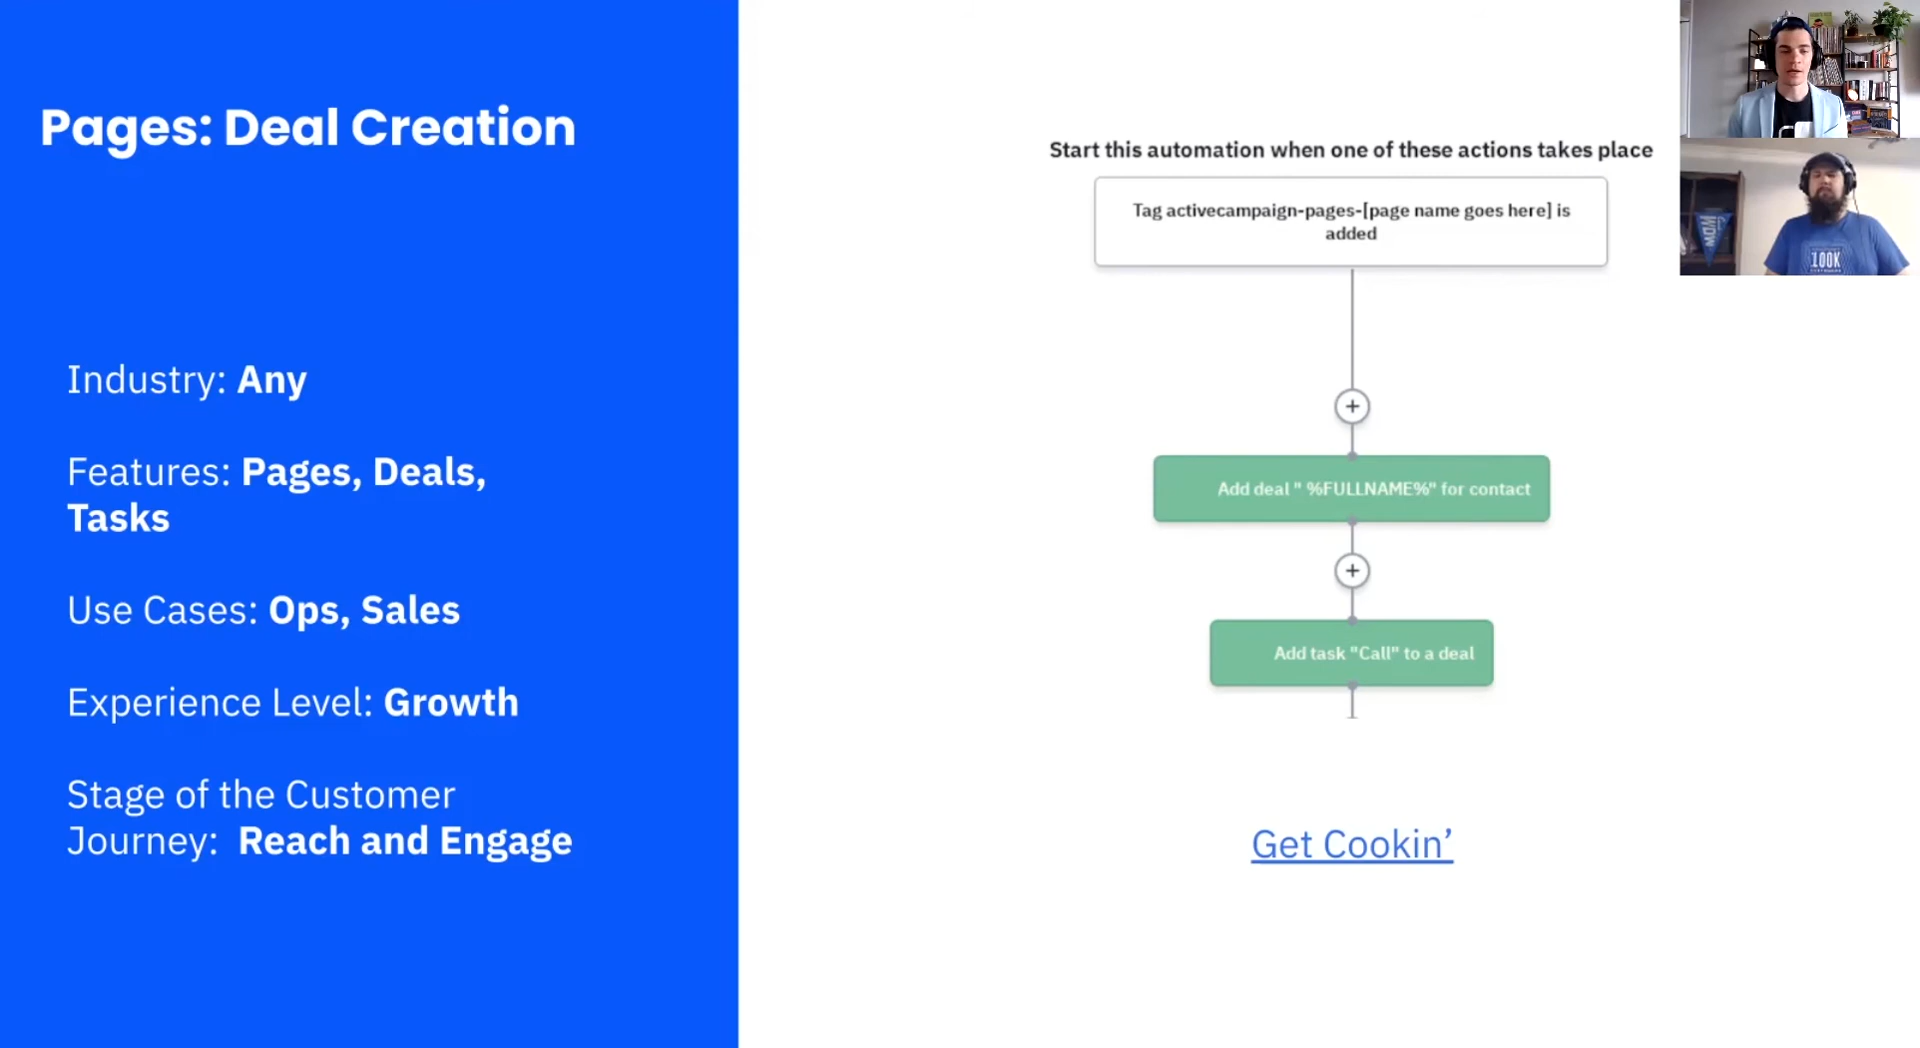 Pages: Deal Creation
Industry: Any
Features: Pages, Deals,
Tasks
Use Cases: Ops, Sales
Experience Level: Growth
Stage of the Customer
Journey: Reach and Engage
Start this automation when one of these actions takes place
Tag activecampaign-pages-[page name goes here] is
added
Add deal " %FULLNAME%" for contact
Add task "Call" to a deal
Get Cookin’
100K